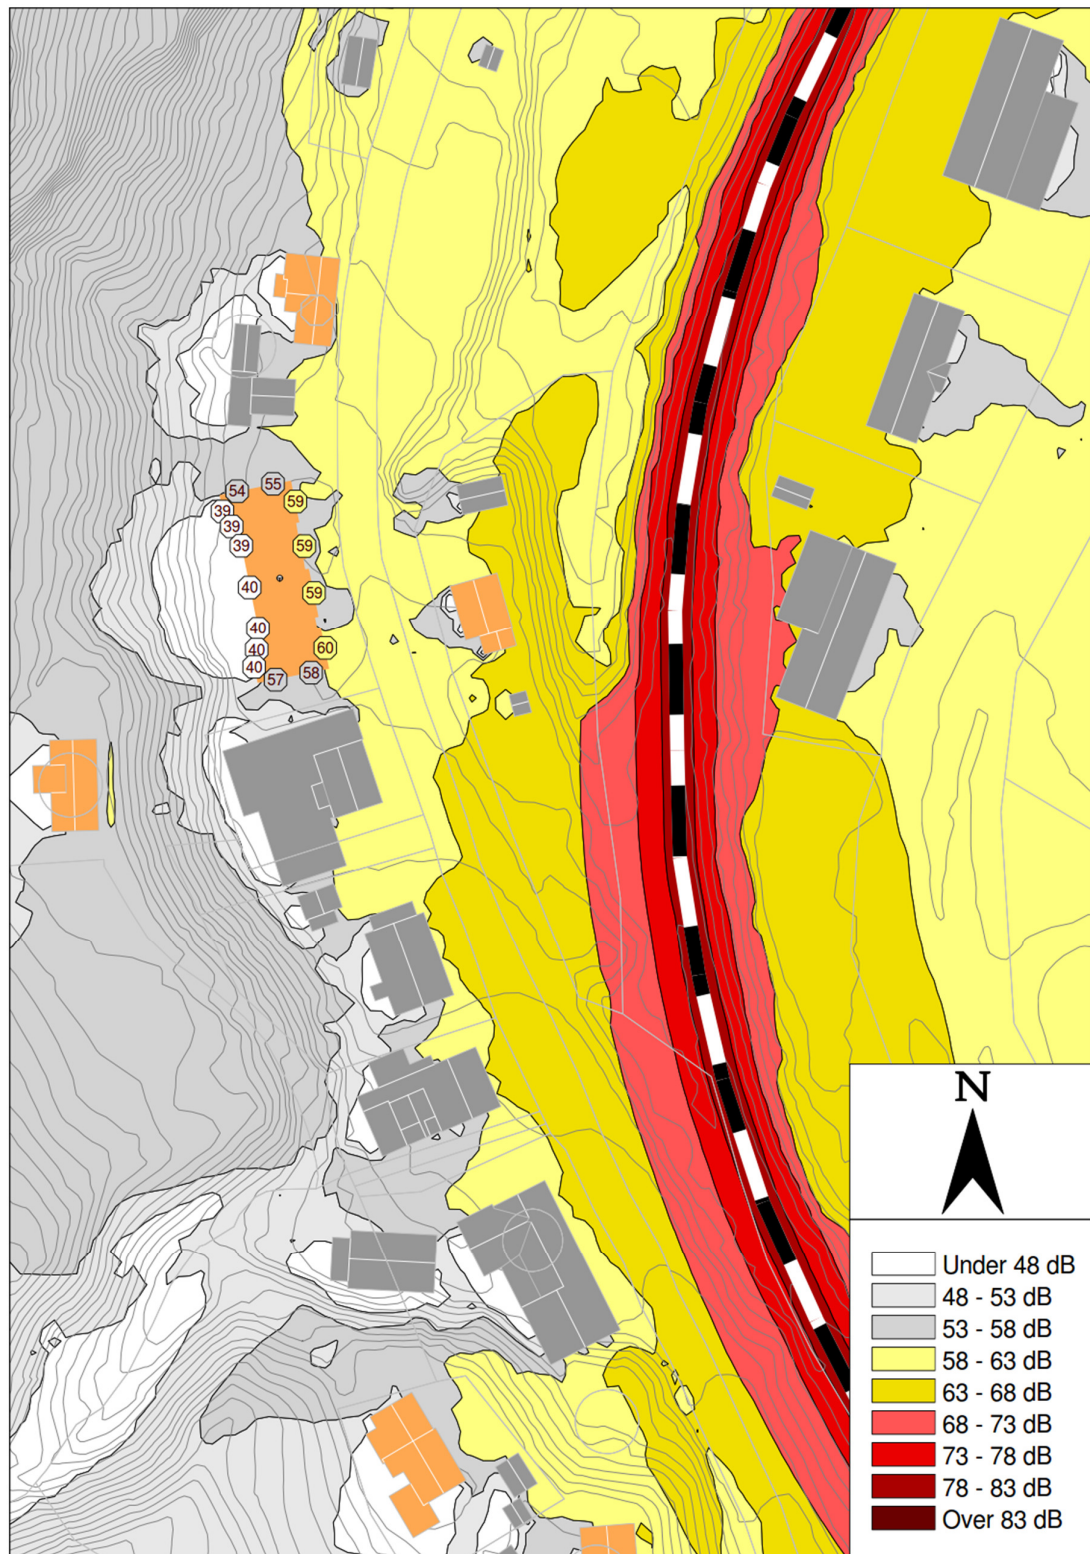 55
54
59
39
39
39
59
40
59
40
40
60
40
58
57
N
Under 48 dB
48 - 53 dB
53 - 58 dB
58 - 63 dB
63 - 68 dB
68 - 73 dB
73 - 78 dB
78 - 83 dB
Over 83 dB